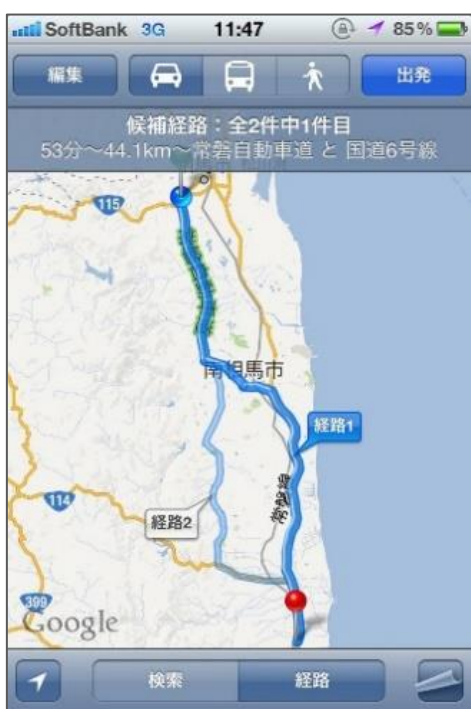 SoftBank 3G 11:47 85%
編集 出発
候補経路：全2件中1件目
53分～44.1km～常磐自動車道 と 国道6号線
115
南相馬市
経路1
常磐線
114
経路2
399
Google
検索 経路